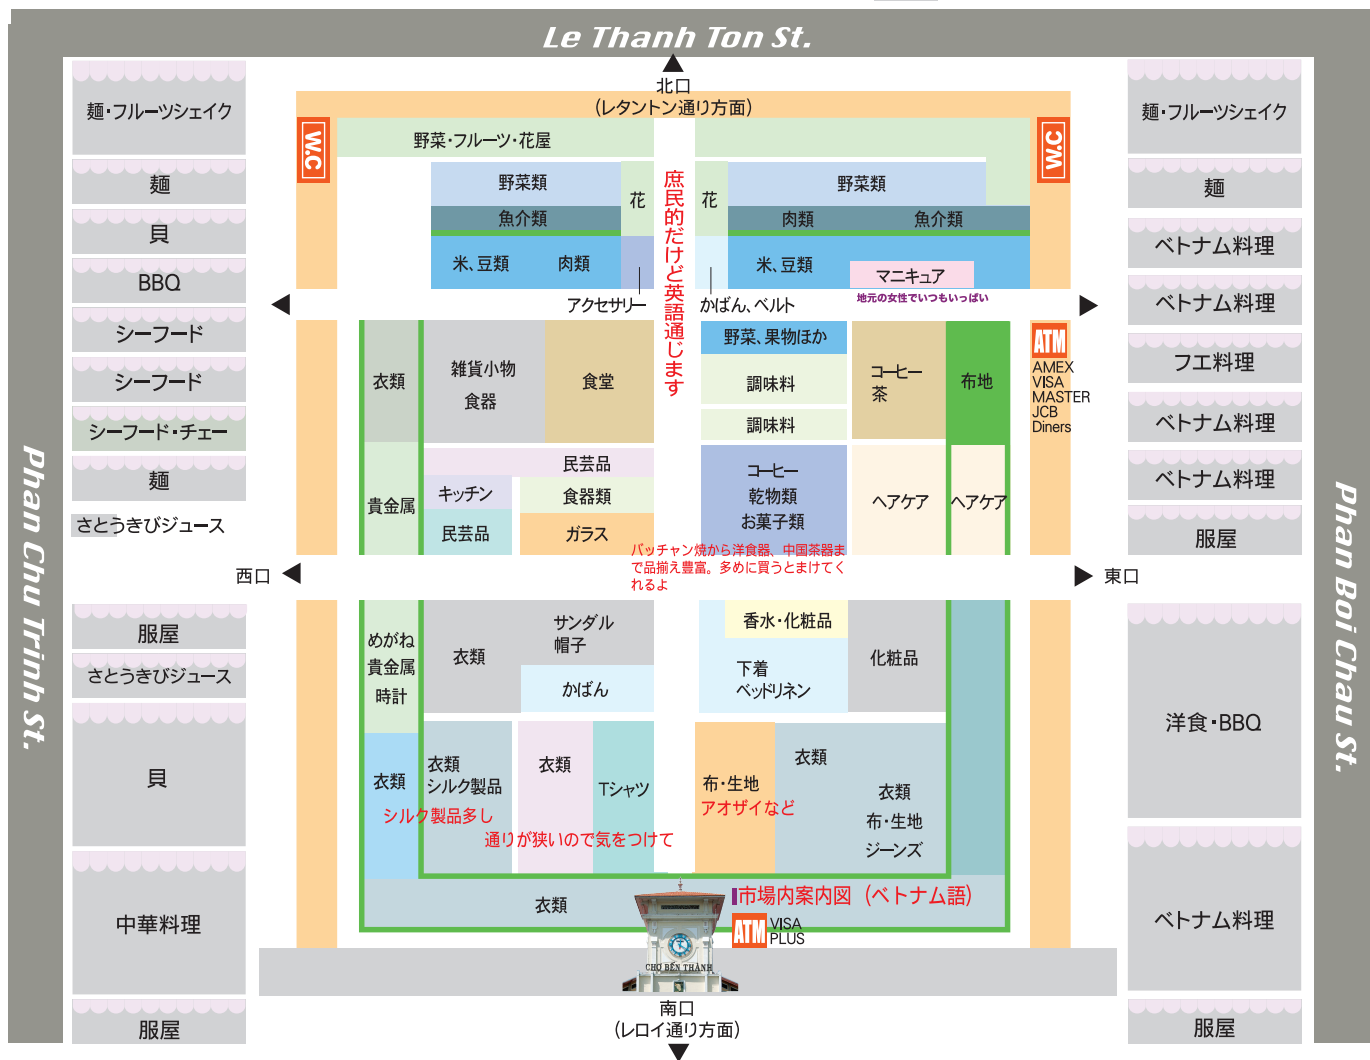 Le Thanh Ton St.
北口
(レタントン通り方面)
麺・フルーツシェイク
麺
貝
BBQ
シーフード
シーフード
シーフード・チェー
麺
さとうきびジュース
服屋
さとうきびジュース
貝
中華料理
服屋
Phan Chu Trinh St.
W.C
W.C
野菜・フルーツ・花屋
野菜類
花
花
野菜類
魚介類
肉類
魚介類
米、豆類
肉類
米、豆類
マニキュア
地元の女性でいつもいっぱい
アクセサリー
かばん、ベルト
庶民的だけど英語通じます
衣類
雑貨小物
食器
食堂
野菜、果物ほか
調味料
調味料
コーヒー
茶
布地
ATM
AMEX
VISA
MASTER
JCB
Diners
貴金属
民芸品
キッチン
食器類
民芸品
ガラス
コーヒー
乾物類
お菓子類
ヘアケア
ヘアケア
バッチャン焼から洋食器、中国茶器ま
で品揃え豊富。多めに買うとまけてく
れるよ
西口
東口
めがね
貴金属
時計
衣類
サンダル
帽子
かばん
香水・化粧品
下着
ベッドリネン
化粧品
衣類
衣類
シルク製品
シルク製品多し
衣類
Tシャツ
通りが狭いので気をつけて
布・生地
アオザイなど
衣類
衣類
布・生地
ジーンズ
衣類
市場内案内図（ベトナム語）
ATM
VISA
PLUS
CHỢ BẾN THÀNH
南口
(レロイ通り方面)
麺・フルーツシェイク
麺
ベトナム料理
ベトナム料理
フエ料理
ベトナム料理
ベトナム料理
服屋
洋食・BBQ
ベトナム料理
服屋
Phan Boi Chau St.